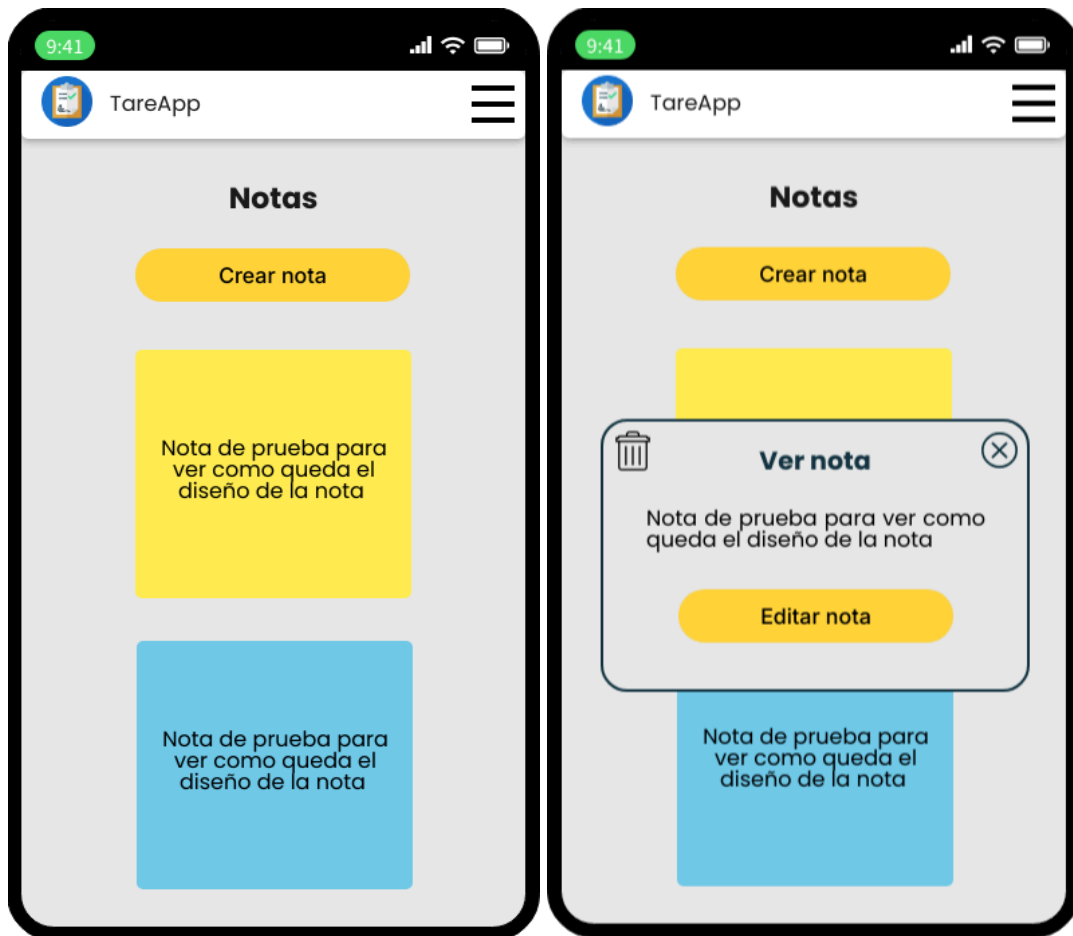 9:41
TareApp
Notas
Crear nota
Nota de prueba para
ver como queda el
diseño de la nota
Nota de prueba para
ver como queda el
diseño de la nota
9:41
TareApp
Notas
Crear nota
Ver nota
Nota de prueba para ver como
queda el diseño de la nota
Editar nota
Nota de prueba para
ver como queda el
diseño de la nota